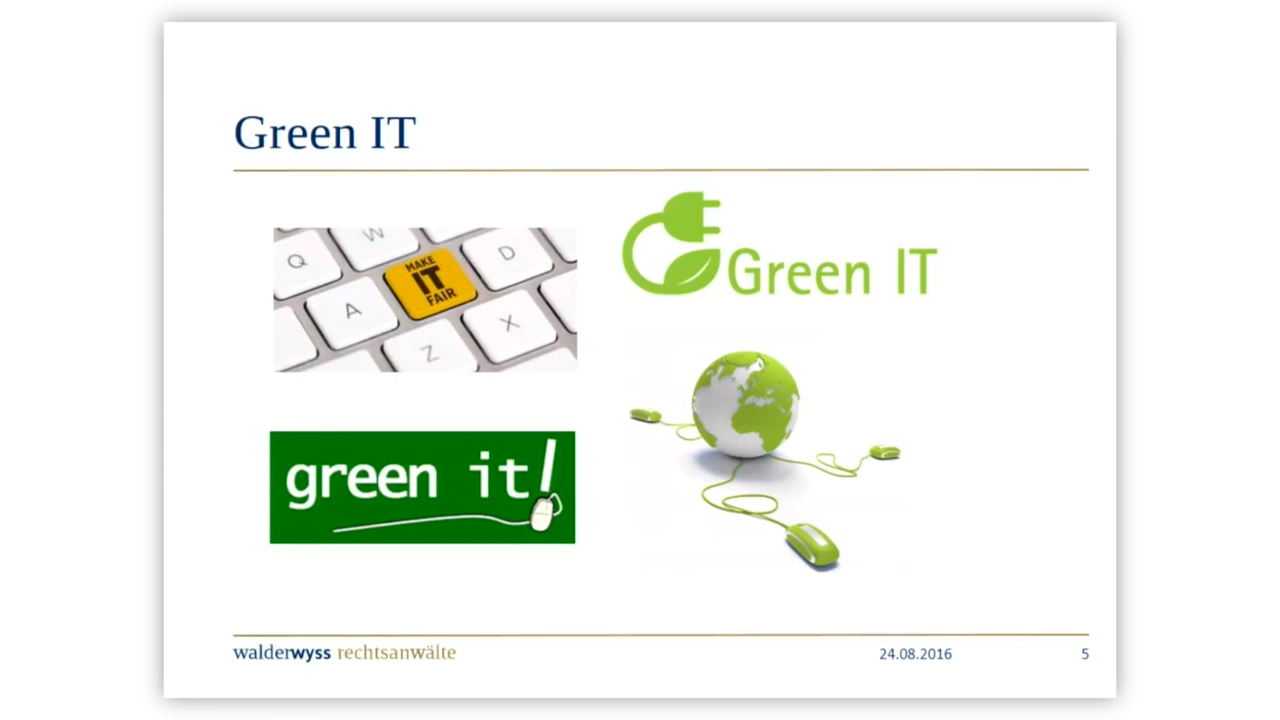 Green IT
Q
W
D
MAKE
IT
FAIR
A
X
Z
Green IT
green it!
walderwyss rechtsanwälte
24.08.2016
5